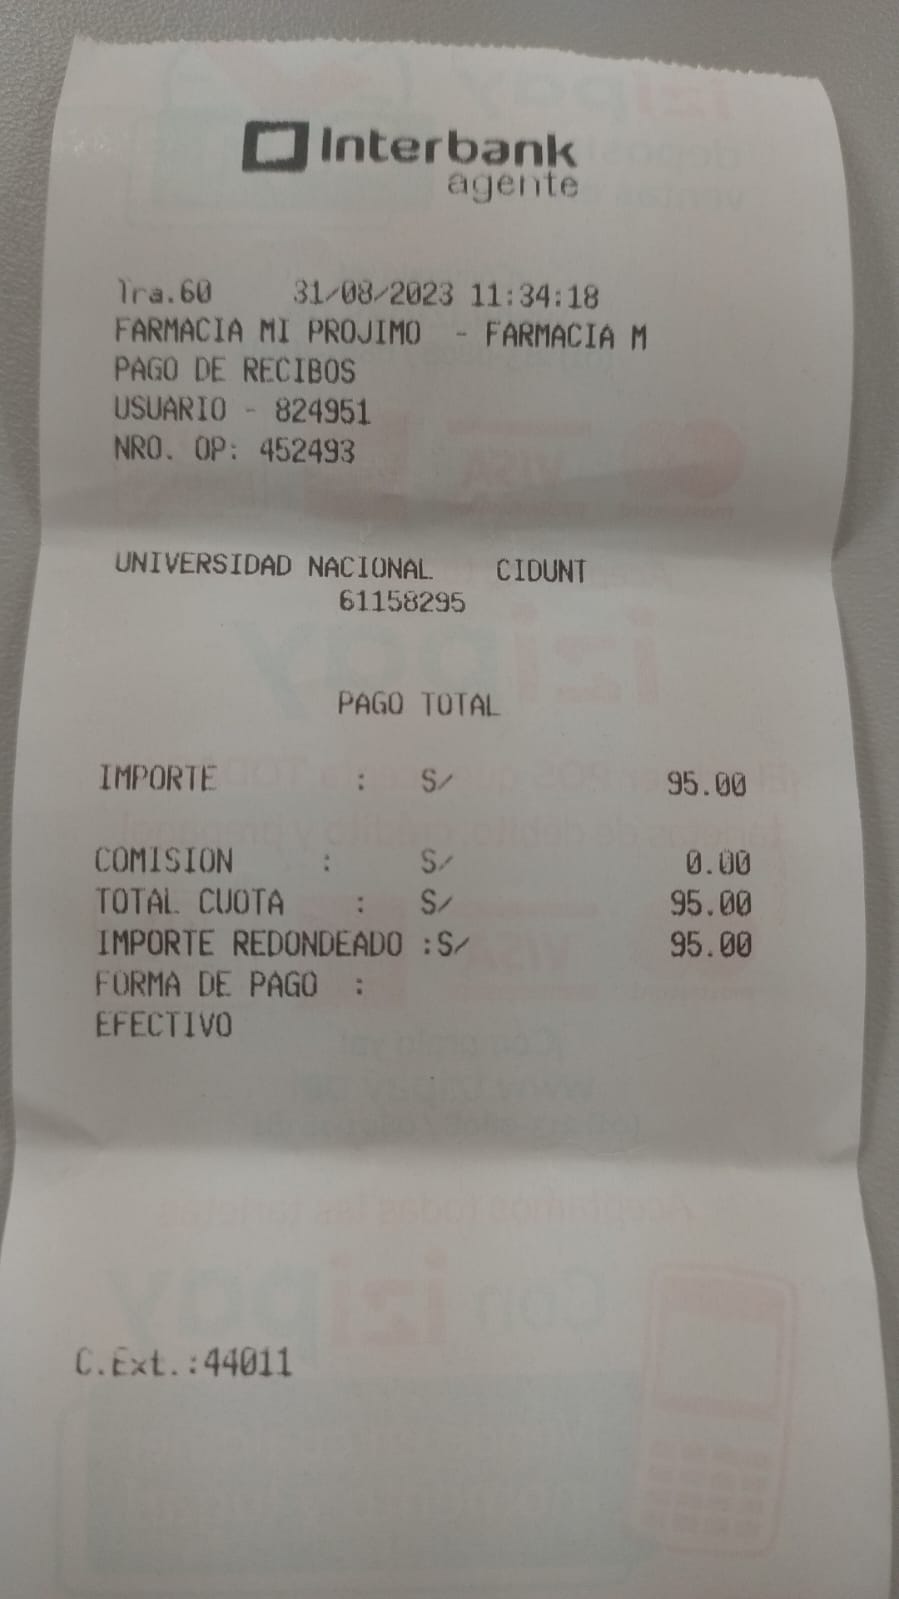 Interbank
agente
Tra.60 31/08/2023 11:34:18
FARMACIA MI PROJIMO - FARMACIA M
PAGO DE RECIBOS
USUARIO - 824951
NRO. OP: 452493
UNIVERSIDAD NACIONAL CIDUNT
61158295
PAGO TOTAL
IMPORTE : S/ 95.00
COMISION : S/ 0.00
TOTAL CUOTA : S/ 95.00
IMPORTE REDONDEADO :S/ 95.00
FORMA DE PAGO :
EFECTIVO
C.Ext.:44011